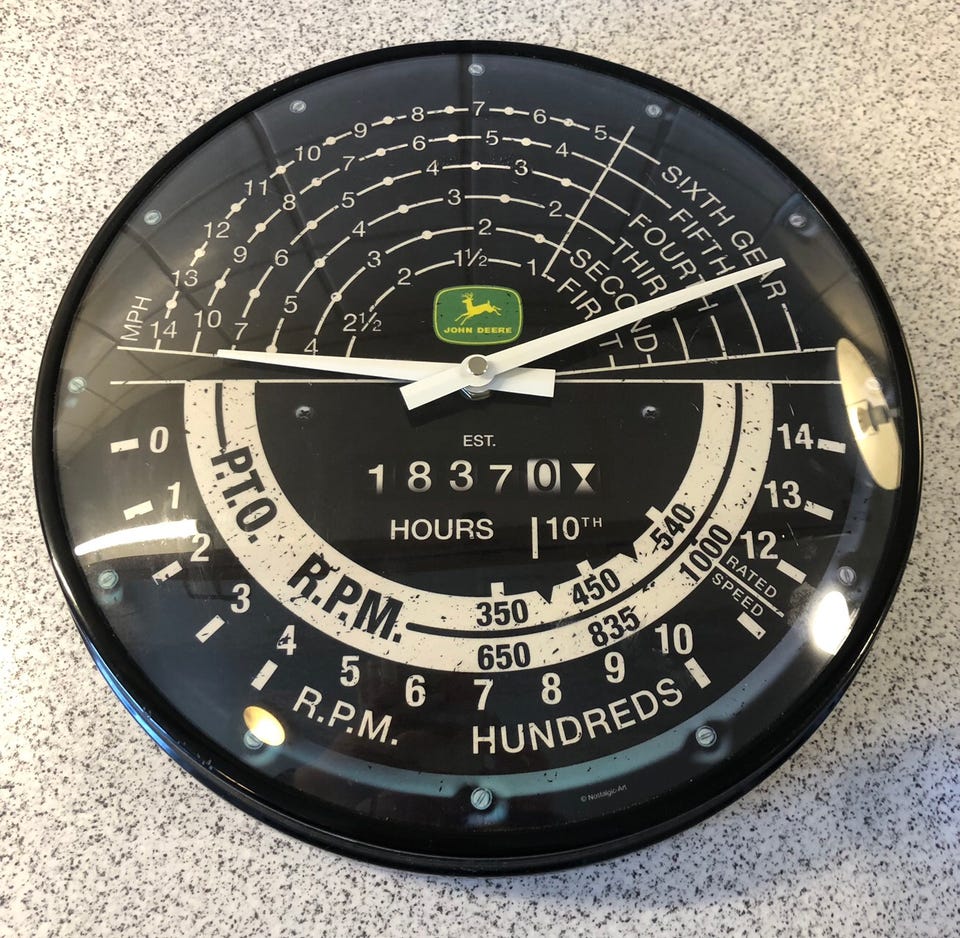 MPH
14 13 12 11 10 9 8 7 6 5 SIXTH GEAR
10 9 8 7 6 5 4 FIFTH
7 6 5 4 3 FOURTH
5 4 3 2 THIRD
4 3 2 SECOND
2½ 2 1½ 1 FIRST
JOHN DEERE
EST.
18370
HOURS 10TH
P.T.O. R.P.M.
350 450 540
650 835 1000
RATED
SPEED
0 1 2 3 4 5 6 7 8 9 10 12 13 14
R.P.M. HUNDREDS
© Nostalgic-Art